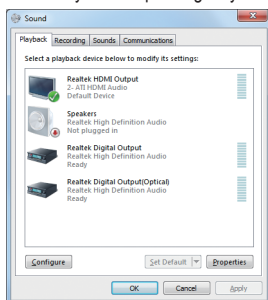 Sound
Playback Recording Sounds Communications
Select a playback device below to modify its settings:
Realtek HDMI Output
2- ATI HDMI Audio
Default Device
Speakers
Realtek High Definition Audio
Not plugged in
Realtek Digital Output
Realtek High Definition Audio
Ready
Realtek Digital Output(Optical)
Realtek High Definition Audio
Ready
Configure Set Default Properties
OK Cancel Apply